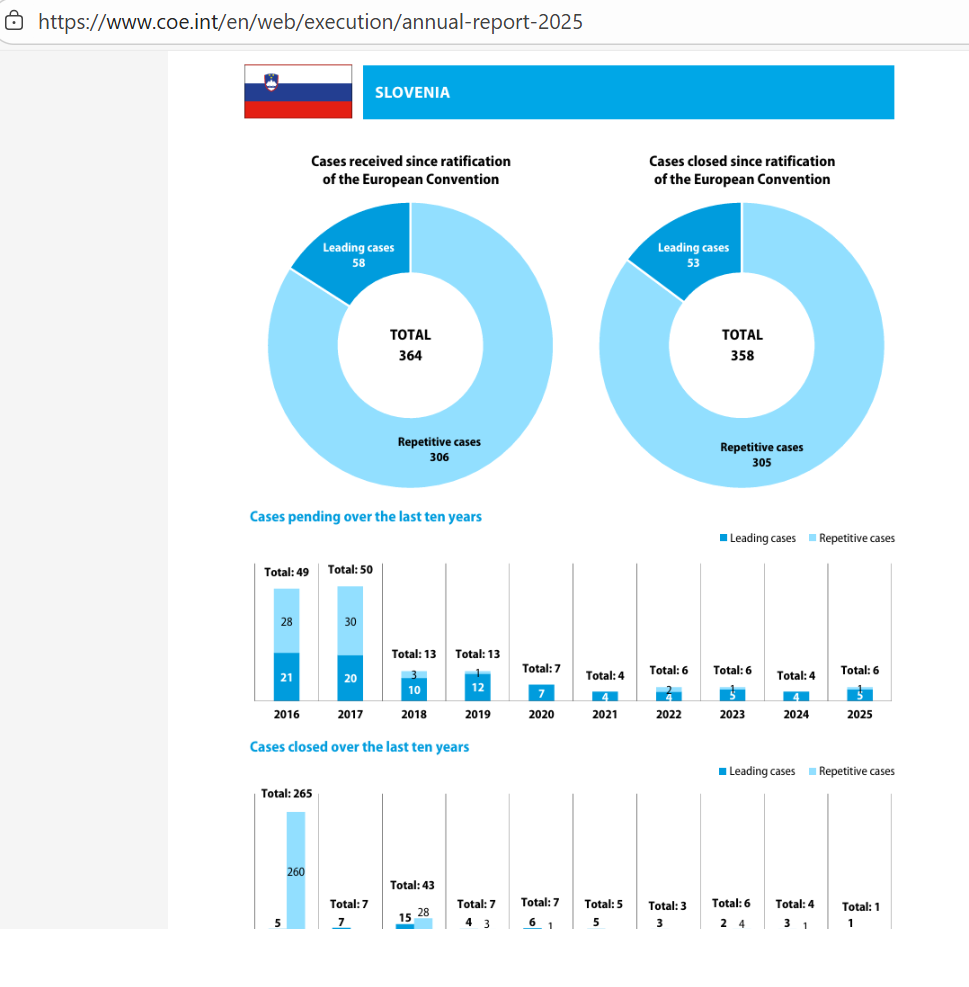 https://www.coe.int/en/web/execution/annual-report-2025
SLOVENIA
Cases received since ratification
of the European Convention
Leading cases
58
TOTAL
364
Repetitive cases
306
Cases closed since ratification
of the European Convention
Leading cases
53
TOTAL
358
Repetitive cases
305
Cases pending over the last ten years
Leading cases Repetitive cases
Total: 49 Total: 50 Total: 13 Total: 13 Total: 7 Total: 4 Total: 6 Total: 6 Total: 4 Total: 6
28 30 3 1 2 1 1
21 20 10 12 7 4 4 5 4 5
2016 2017 2018 2019 2020 2021 2022 2023 2024 2025
Cases closed over the last ten years
Leading cases Repetitive cases
Total: 265 Total: 7 Total: 43 Total: 7 Total: 7 Total: 5 Total: 3 Total: 6 Total: 4 Total: 1
260
5 7 15 28 4 3 6 1 5 3 2 4 3 1 1